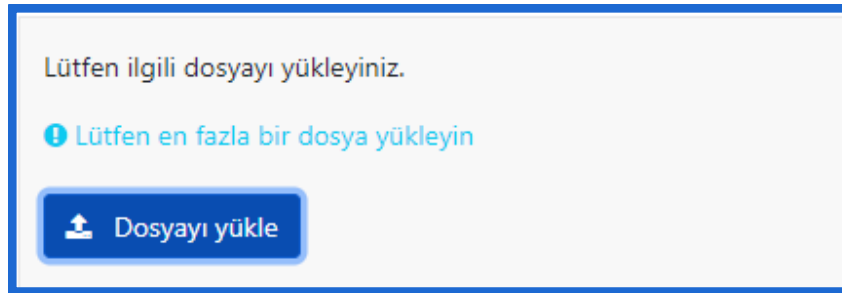 Lütfen ilgili dosyayı yükleyiniz.
Lütfen en fazla bir dosya yükleyin
Dosyayı yükle